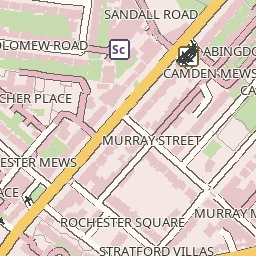 SANDALL ROAD
OLOMEW ROAD
Sc
ABINGDO
CAMDEN MEWS
CA
CHER PLACE
MURRAY STREET
ESTER MEWS
ACE
MURRAY M
ROCHESTER SQUARE
STRATFORD VILLAS